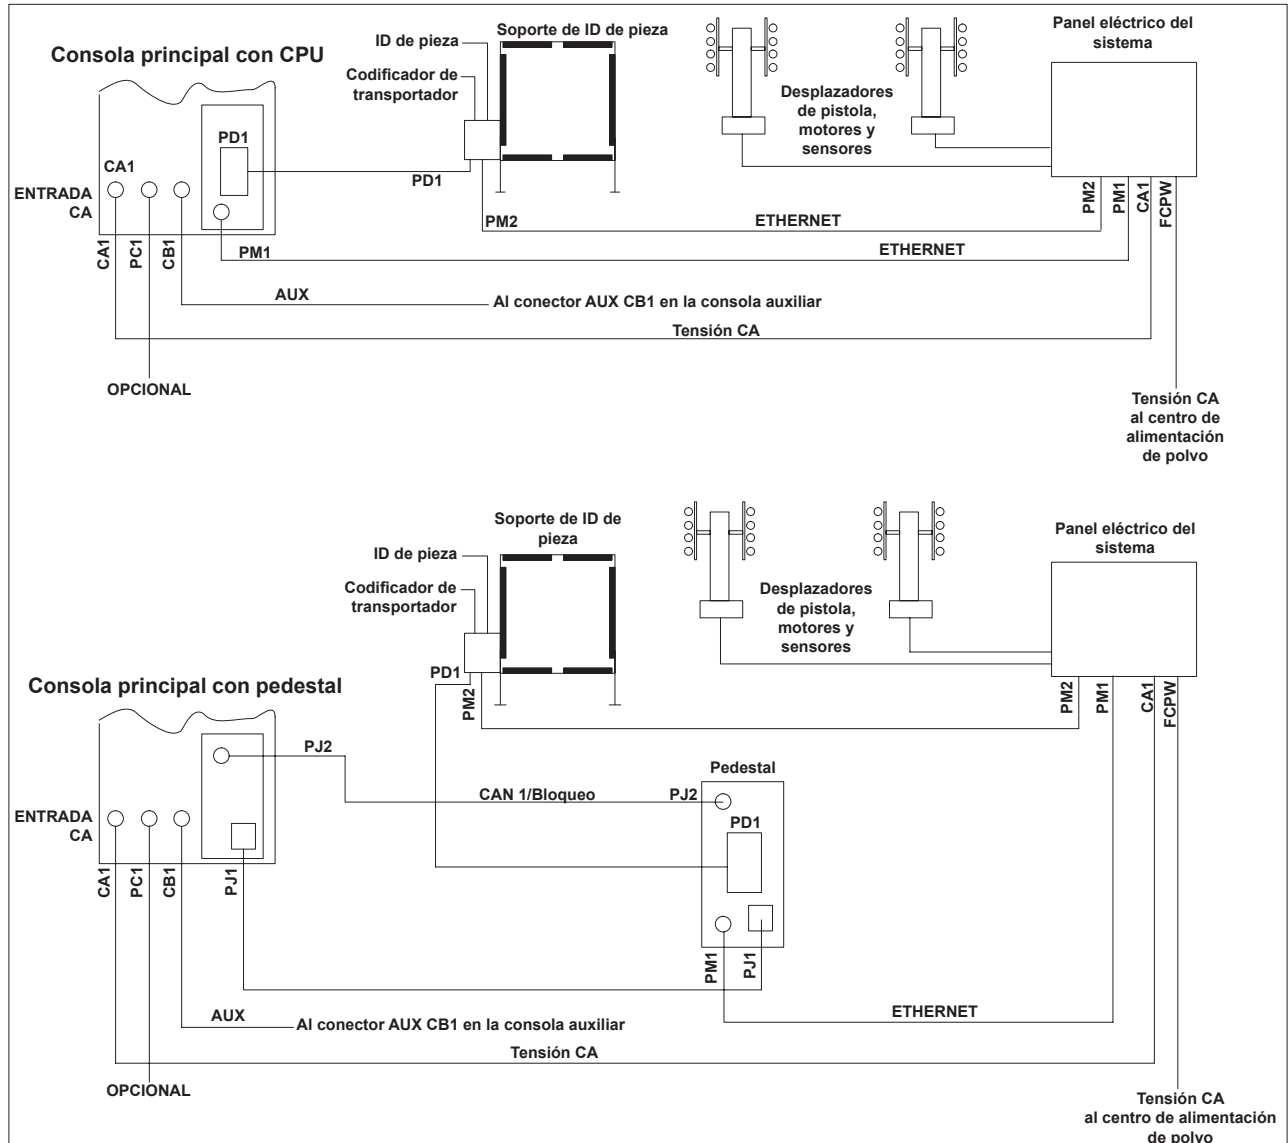 Consola principal con CPU
ID de pieza
Soporte de ID de pieza
Codificador de
transportador
Desplazadores
de pistola,
motores y
sensores
Panel eléctrico del
sistema
PD1
CA1
ENTRADA
CA
PD1
PM2
ETHERNET
PM2
PM1
CA1
FCPW
CA1
PC1
CB1
PM1
ETHERNET
AUX
Al conector AUX CB1 en la consola auxiliar
Tensión CA
OPCIONAL
Tensión CA
al centro de
alimentación
de polvo
Soporte de ID de
pieza
ID de pieza
Codificador de
transportador
Desplazadores
de pistola,
motores y
sensores
Panel eléctrico del
sistema
Consola principal con pedestal
PD1
PM2
PM2
PM1
CA1
FCPW
PJ2
Pedestal
CAN 1/Bloqueo
PJ2
PD1
ENTRADA
CA
CA1
PC1
CB1
PJ1
PM1
PJ1
AUX
Al conector AUX CB1 en la consola auxiliar
ETHERNET
Tensión CA
OPCIONAL
Tensión CA
al centro de alimentación
de polvo